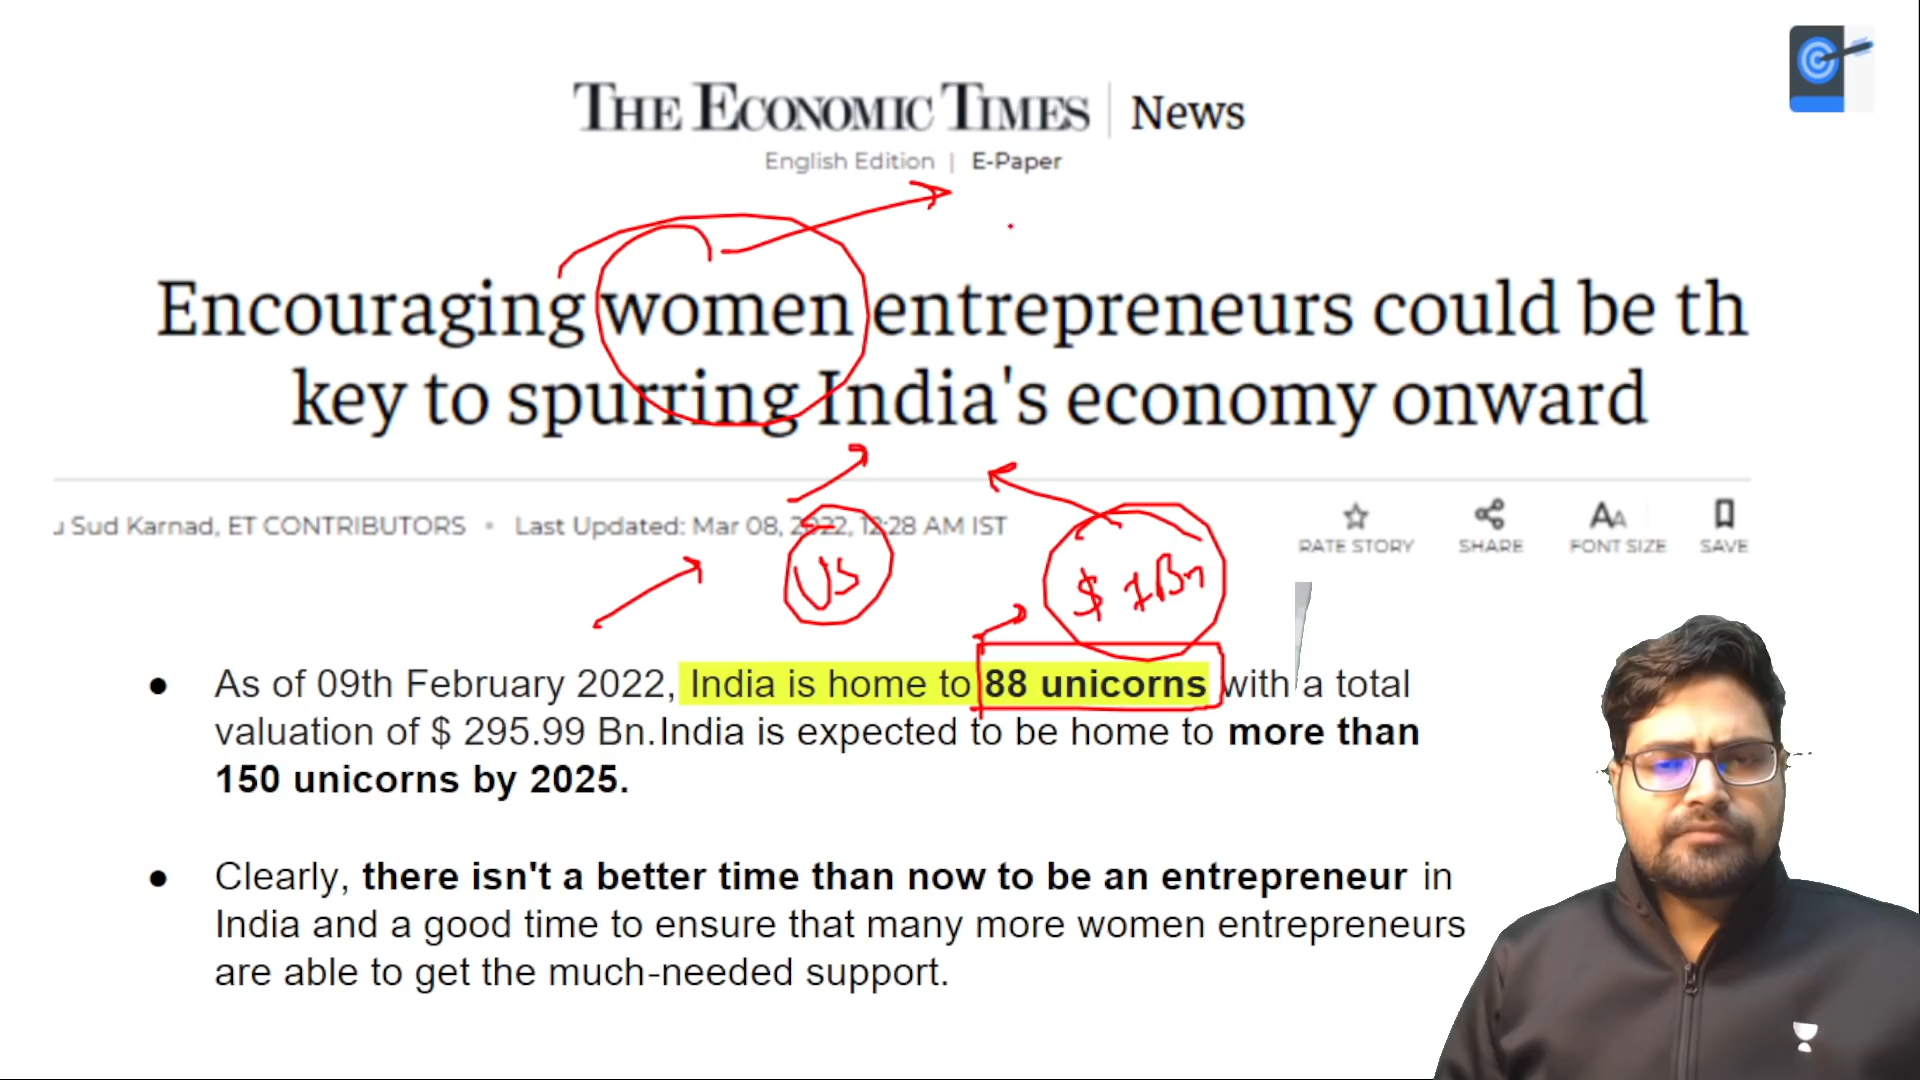 THE ECONOMIC TIMES | News
English Edition | E-Paper
Encouraging women entrepreneurs could be th
key to spurring India's economy onward
Sud Karnad, ET CONTRIBUTORS • Last Updated: Mar 08, 2022, 12:28 AM IST
RATE STORY SHARE FONT SIZE SAVE
US
$ 1Bn
● As of 09th February 2022, India is home to 88 unicorns with a total
valuation of $ 295.99 Bn.India is expected to be home to more than
150 unicorns by 2025.
● Clearly, there isn't a better time than now to be an entrepreneur in
India and a good time to ensure that many more women entrepreneurs
are able to get the much-needed support.